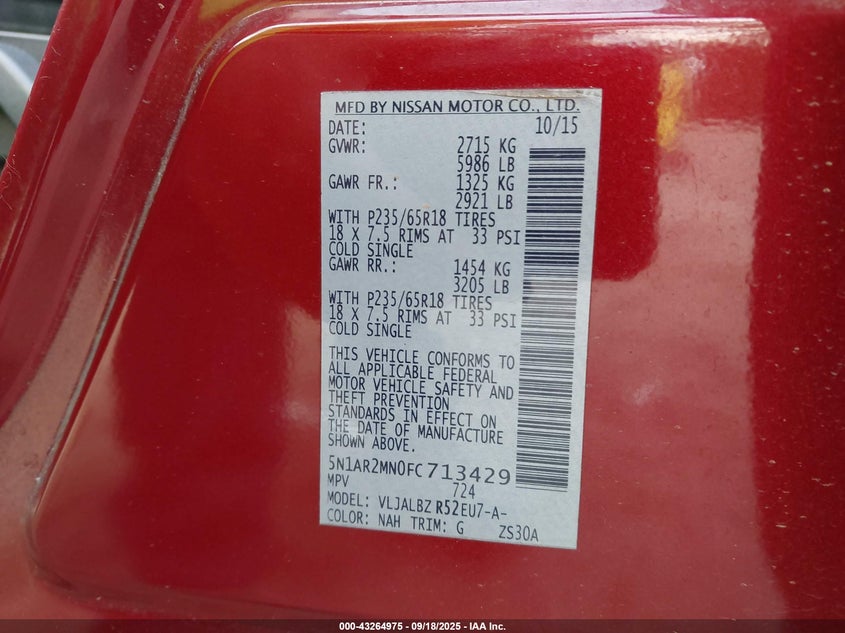 MFD BY NISSAN MOTOR CO., LTD.
DATE: 10/15
GVWR: 2715 KG
5986 LB
GAWR FR.: 1325 KG
2921 LB
WITH P235/65R18 TIRES
18 X 7.5 RIMS AT 33 PSI
COLD SINGLE
GAWR RR.: 1454 KG
3205 LB
WITH P235/65R18 TIRES
18 X 7.5 RIMS AT 33 PSI
COLD SINGLE
THIS VEHICLE CONFORMS TO
ALL APPLICABLE FEDERAL
MOTOR VEHICLE SAFETY AND
THEFT PREVENTION
STANDARDS IN EFFECT ON
THE DATE OF MANUFACTURE
SHOWN ABOVE.
5N1AR2MN0FC713429
MPV 724
MODEL: VLJALBZ R52EU7-A-
COLOR: NAH TRIM: G ZS30A
000-43264975 - 09/18/2025 - IAA Inc.